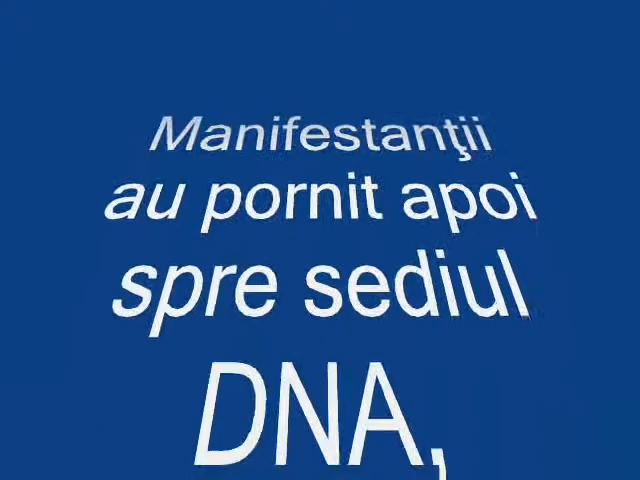 Manifestanţii
au pornit apoi
spre sediul
DNA,